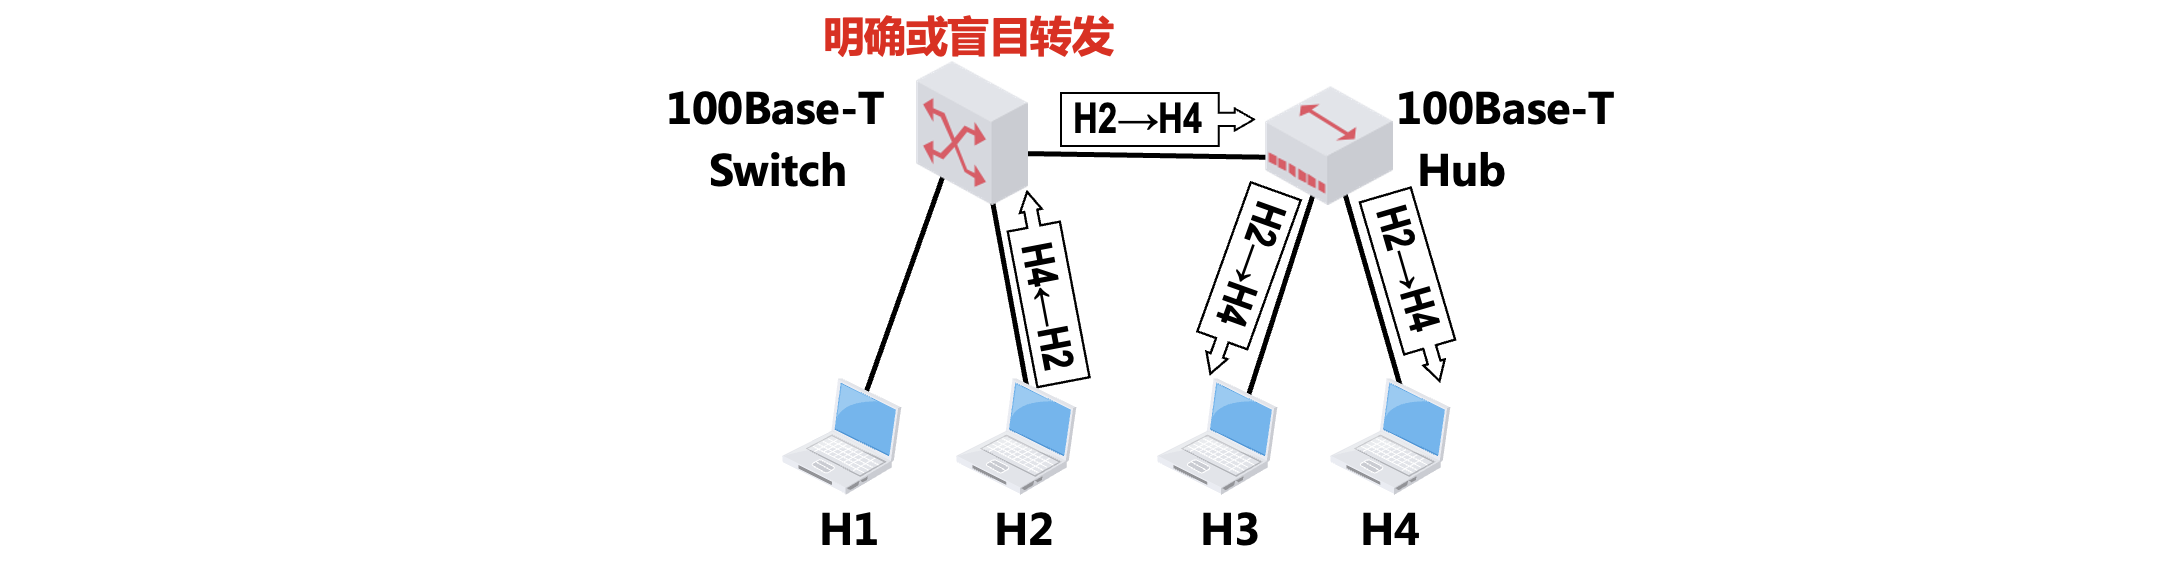 明确或盲目转发
100Base-T
Switch
H2→H4
100Base-T
Hub
H4←H2
H2→H4
H2→H4
H1
H2
H3
H4